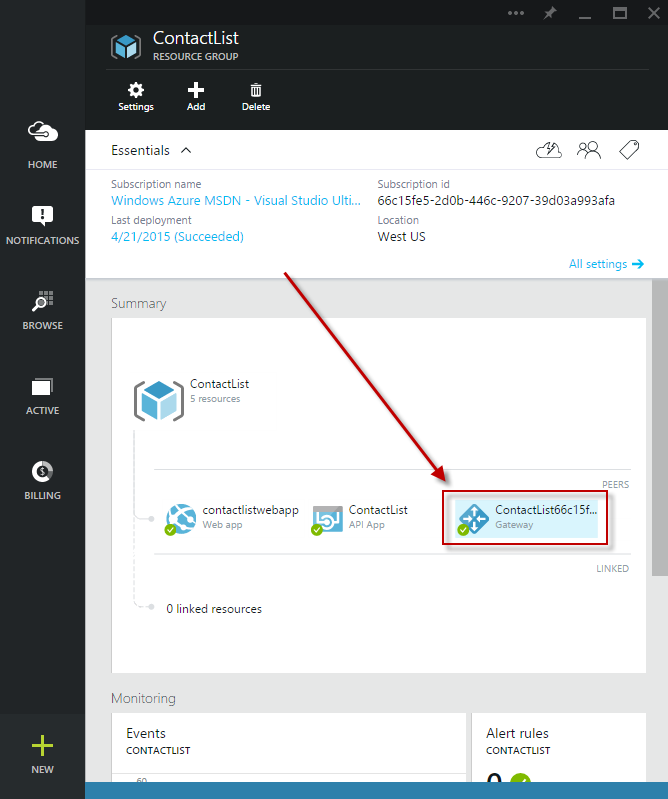 ContactList
RESOURCE GROUP
Settings
Add
Delete
HOME
NOTIFICATIONS
BROWSE
ACTIVE
BILLING
NEW
Essentials
Subscription name
Windows Azure MSDN - Visual Studio Ulti...
Subscription id
66c15fe5-2d0b-446c-9207-39d03a993afa
Last deployment
4/21/2015 (Succeeded)
Location
West US
All settings
Summary
ContactList
5 resources
PEERS
contactlistwebapp
Web app
ContactList
API App
ContactList66c15f...
Gateway
LINKED
0 linked resources
Monitoring
Events
CONTACTLIST
60
Alert rules
CONTACTLIST
0